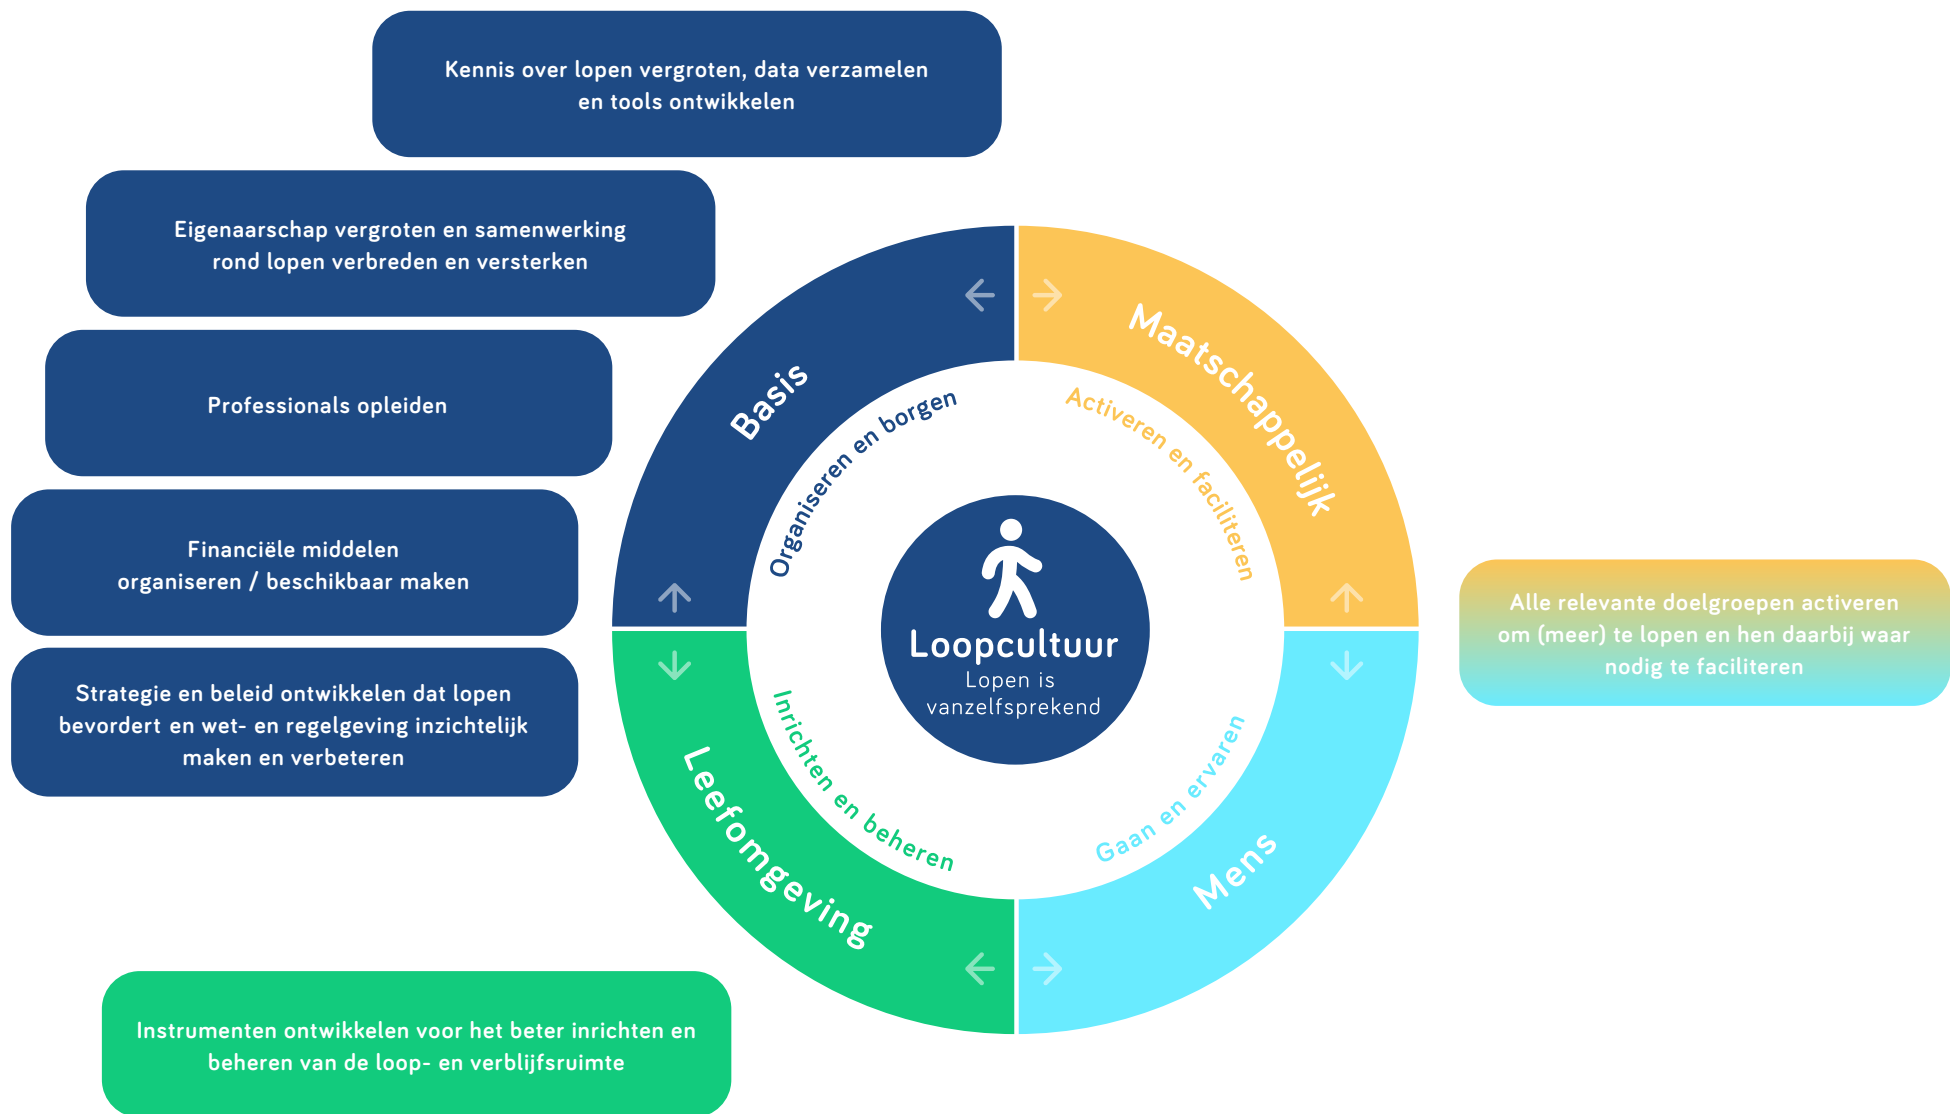 Kennis over lopen vergroten, data verzamelen
en tools ontwikkelen
Eigenaarschap vergroten en samenwerking
rond lopen verbreden en versterken
Professionals opleiden
Financiële middelen
organiseren / beschikbaar maken
Strategie en beleid ontwikkelen dat lopen
bevordert en wet- en regelgeving inzichtelijk
maken en verbeteren
Instrumenten ontwikkelen voor het beter inrichten en
beheren van de loop- en verblijfsruimte
Basis
Organiseren en borgen
Maatschappelijk
Activeren en faciliteren
Loopcultuur
Lopen is
vanzelfsprekend
Leefomgeving
Inrichten en beheren
Mens
Gaan en ervaren
Alle relevante doelgroepen activeren
om (meer) te lopen en hen daarbij waar
nodig te faciliteren